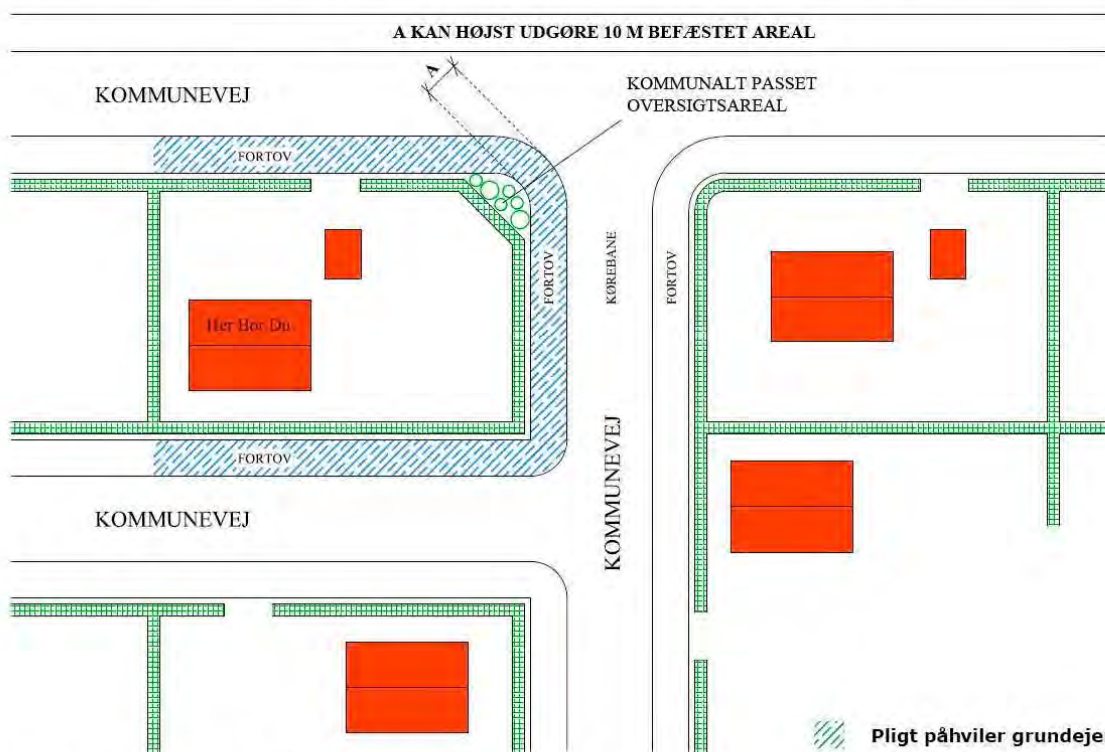 A KAN HØJST UDGØRE 10 M BEFÆSTET AREAL
A
KOMMUNEVEJ
KOMMUNALT PASSET
OVERSIGTSAREAL
FORTOV
FORTOV
KØREBANE
FORTOV
Her Bor Du
FORTOV
KOMMUNEVEJ
KOMMUNEVEJ
Pligt påhviler grundeje